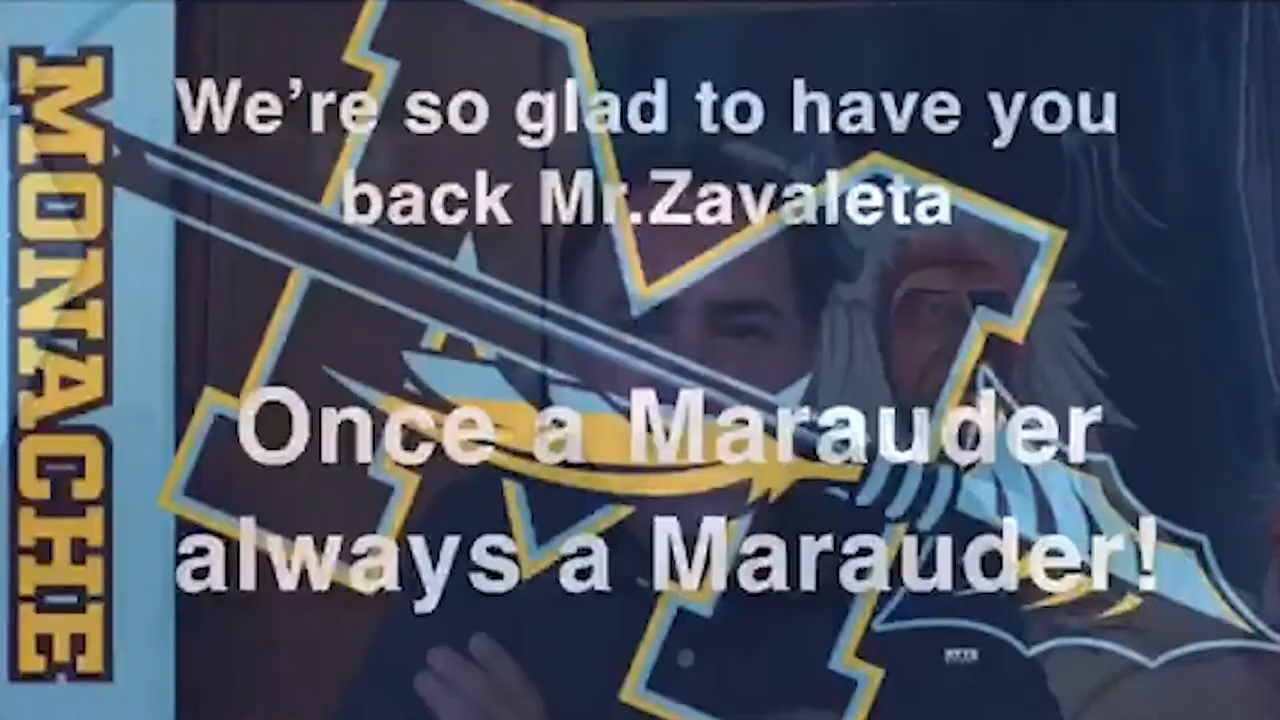 MONACHE
We're so glad to have you
back Mr.Zavaleta
Once a Marauder
always a Marauder!